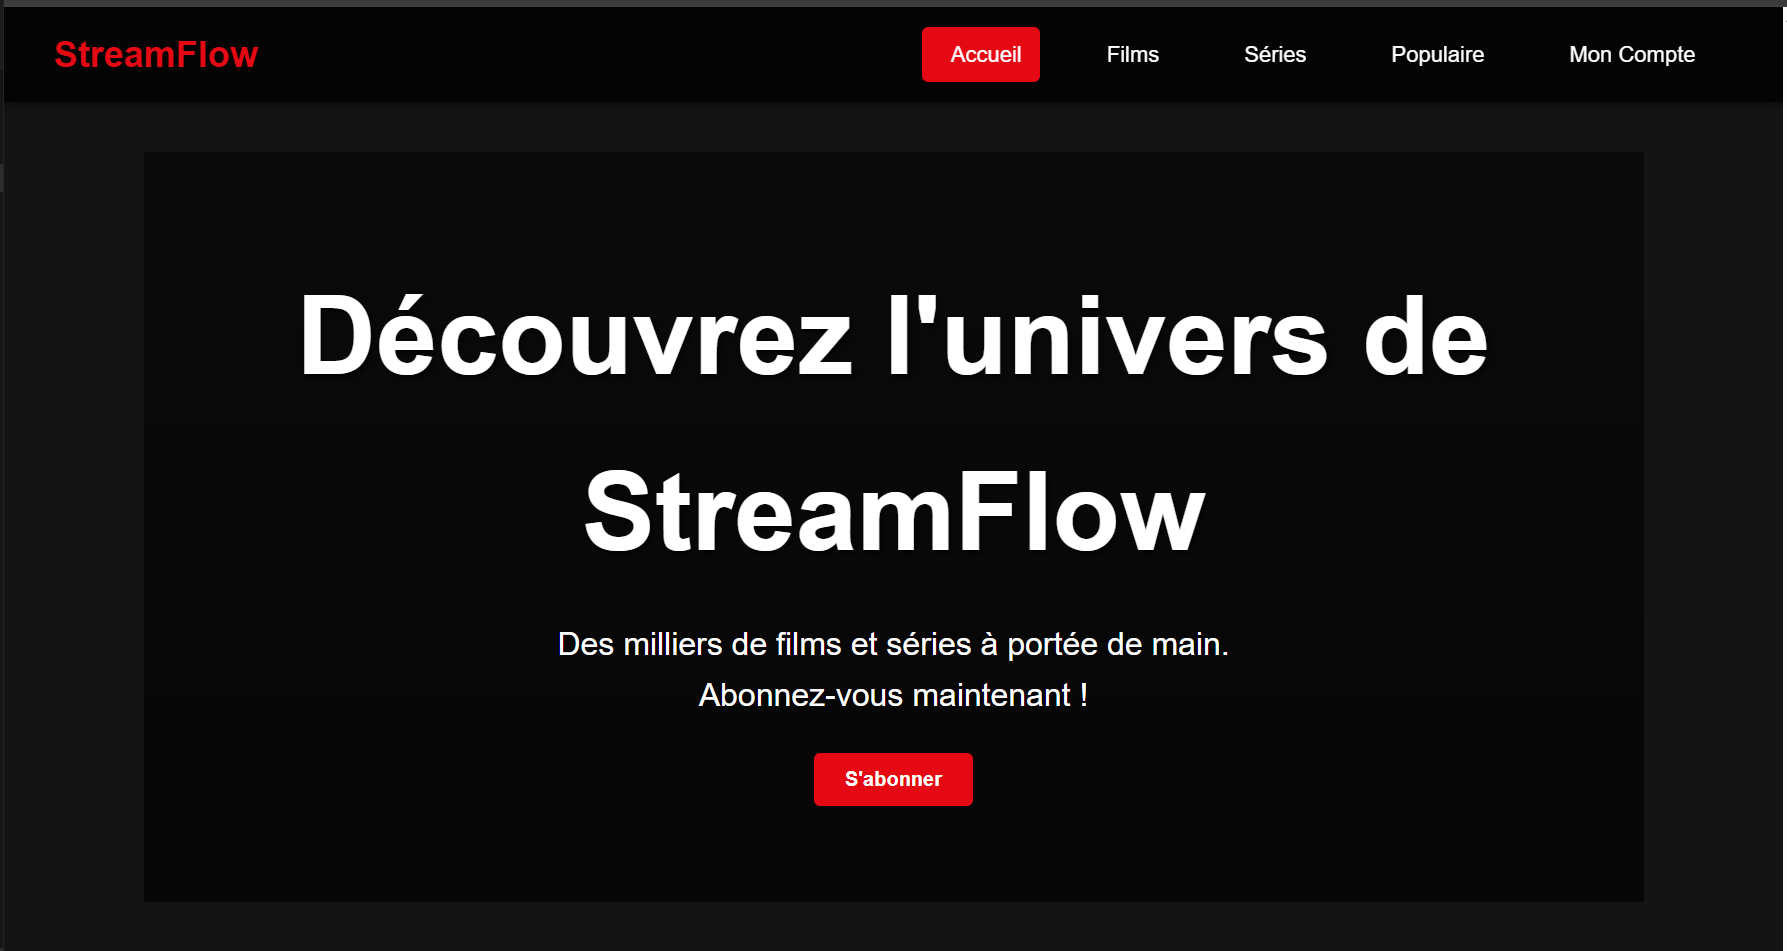 StreamFlow
Accueil
Films
Séries
Populaire
Mon Compte
Découvrez l'univers de
StreamFlow
Des milliers de films et séries à portée de main.
Abonnez-vous maintenant !
S'abonner